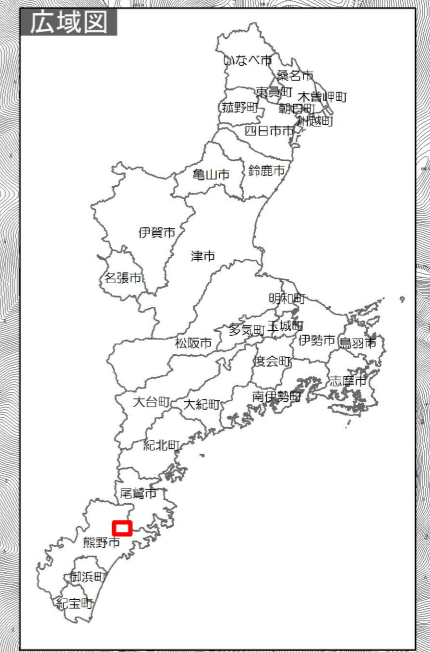 広域図
いなべ市
桑名市
東員町
木曽岬町
菰野町
朝日町
川越町
四日市市
亀山市
鈴鹿市
伊賀市
津市
名張市
明和町
松阪市
多気町
玉城町
伊勢市
鳥羽市
度会町
志摩市
大台町
大紀町
南伊勢町
紀北町
尾鷲市
熊野市
御浜町
紀宝町